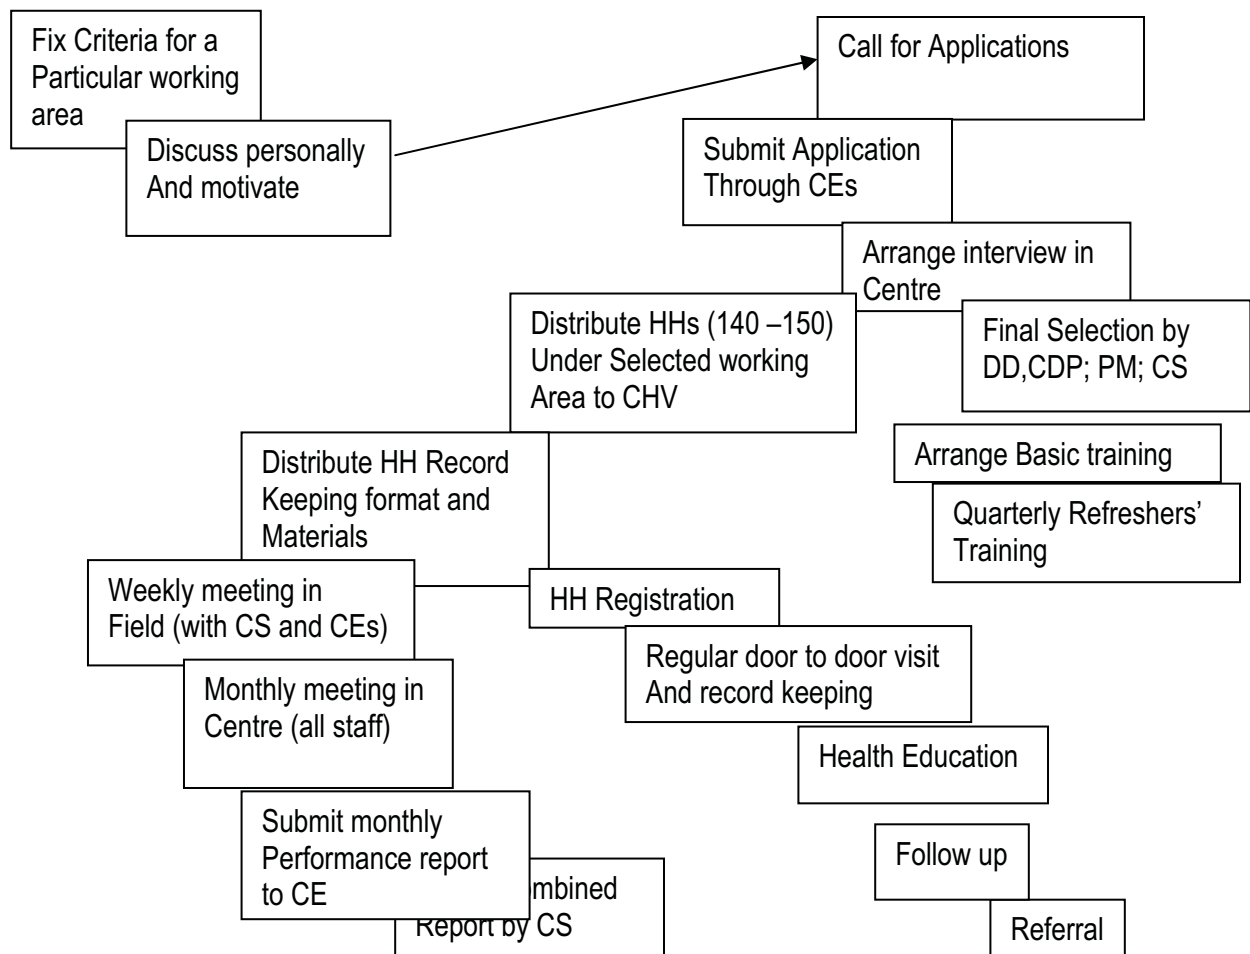 Fix Criteria for a
Particular working
area
Discuss personally
And motivate
Call for Applications
Submit Application
Through CEs
Arrange interview in
Centre
Final Selection by
DD,CDP; PM; CS
Distribute HHs (140 –150)
Under Selected working
Area to CHV
Arrange Basic training
Quarterly Refreshers’
Training
Distribute HH Record
Keeping format and
Materials
Weekly meeting in
Field (with CS and CEs)
HH Registration
Regular door to door visit
And record keeping
Monthly meeting in
Centre (all staff)
Health Education
Submit monthly
Performance report
to CE
Follow up
Report by CS
Referral